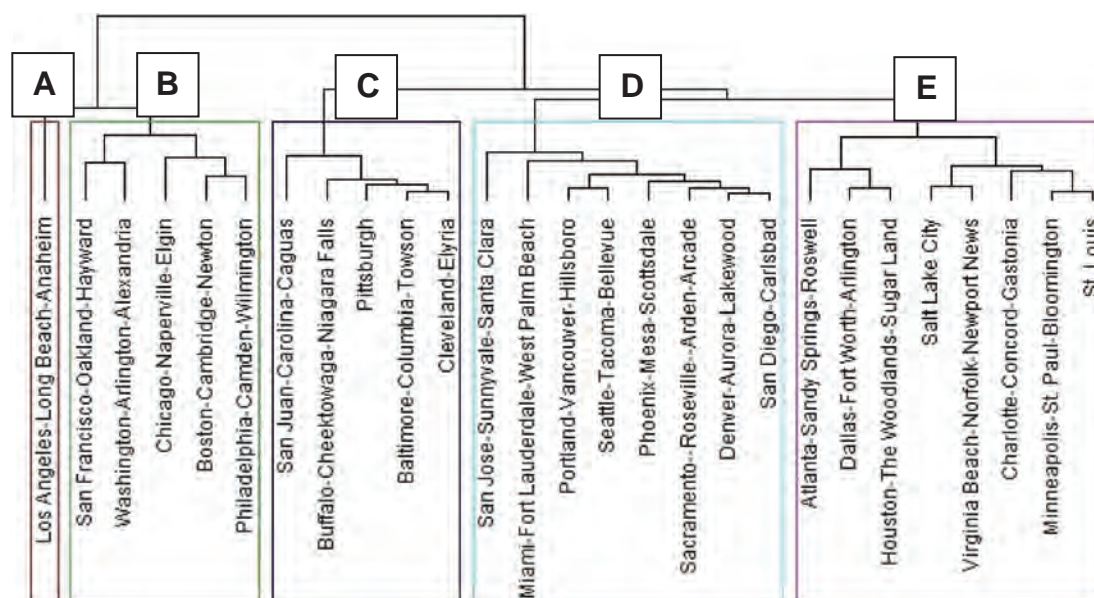 A
B
C
D
E
Los Angeles-Long Beach-Anaheim
San Francisco-Oakland-Hayward
Washington-Arlington-Alexandria
Chicago-Naperville-Elgin
Boston-Cambridge-Newton
Philadelphia-Camden-Wilmington
San Juan-Carolina-Caguas
Buffalo-Cheektowaga-Niagara Falls
Pittsburgh
Baltimore-Columbia-Towson
Cleveland-Elyria
San Jose-Sunnyvale-Santa Clara
Miami-Fort Lauderdale-West Palm Beach
Portland-Vancouver-Hillsboro
Seattle-Tacoma-Bellevue
Phoenix-Mesa-Scottsdale
Sacramento--Roseville--Arden-Arcade
Denver-Aurora-Lakewood
San Diego-Carlsbad
Atlanta-Sandy Springs-Roswell
Dallas-Fort Worth-Arlington
Houston-The Woodlands-Sugar Land
Salt Lake City
Virginia Beach-Norfolk-Newport News
Charlotte-Concord-Gastonia
Minneapolis-St. Paul-Bloomington
St. Louis